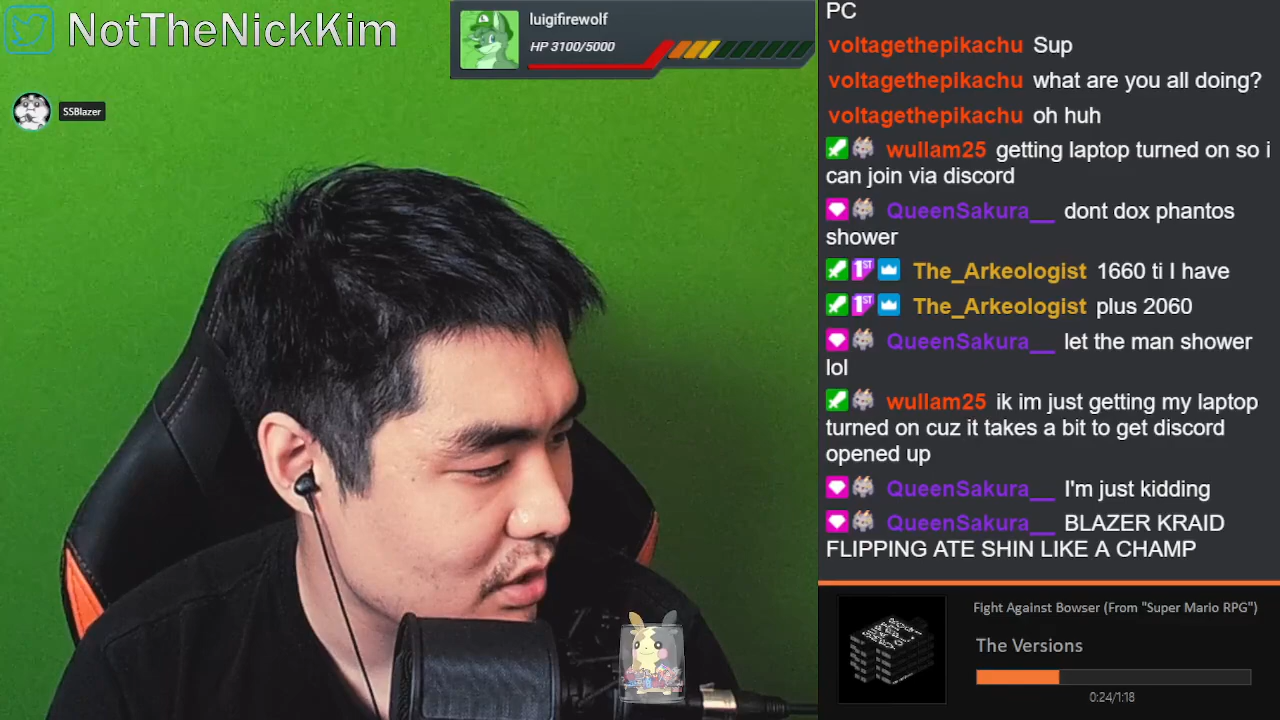 NotTheNickKim
luigifirewolf
HP 3100/5000
SSBlazer
PC
voltagethepikachu Sup
voltagethepikachu what are you all doing?
voltagethepikachu oh huh
wullam25 getting laptop turned on so i
can join via discord
QueenSakura__ dont dox phantos
shower
1ST The_Arkeologist 1660 ti I have
1ST The_Arkeologist plus 2060
QueenSakura__ let the man shower
lol
wullam25 ik im just getting my laptop
turned on cuz it takes a bit to get discord
opened up
QueenSakura__ I'm just kidding
QueenSakura__ BLAZER KRAID
FLIPPING ATE SHIN LIKE A CHAMP
Fight Against Bowser (From "Super Mario RPG")
The Versions
0:24/1:18